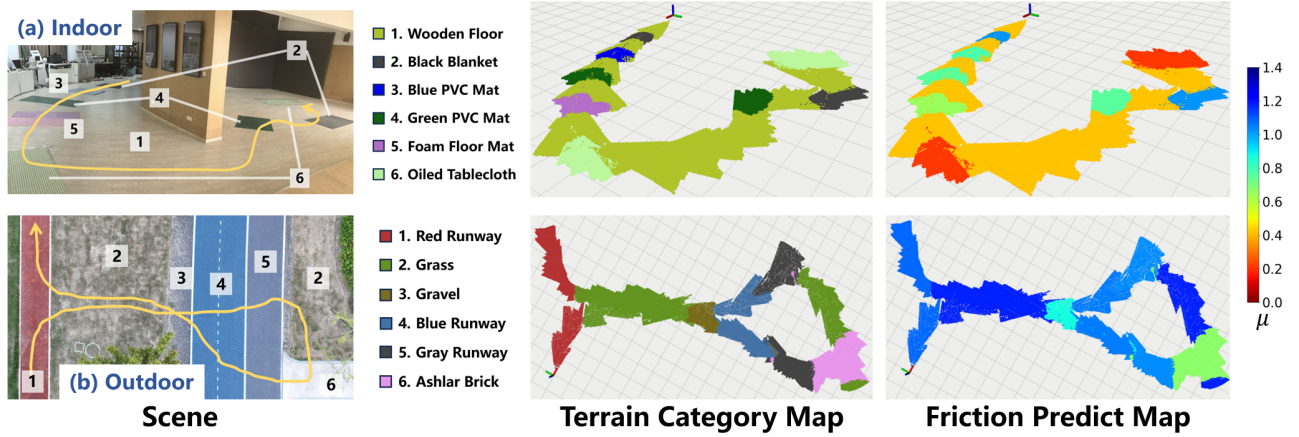 (a) Indoor
2
3
4
5
1
6
1. Wooden Floor
2. Black Blanket
3. Blue PVC Mat
4. Green PVC Mat
5. Foam Floor Mat
6. Oiled Tablecloth
1.4
1.2
1.0
0.8
0.6
0.4
0.2
0.0
μ
2
3
4
5
2
1
6
(b) Outdoor
1. Red Runway
2. Grass
3. Gravel
4. Blue Runway
5. Gray Runway
6. Ashlar Brick
Scene
Terrain Category Map
Friction Predict Map